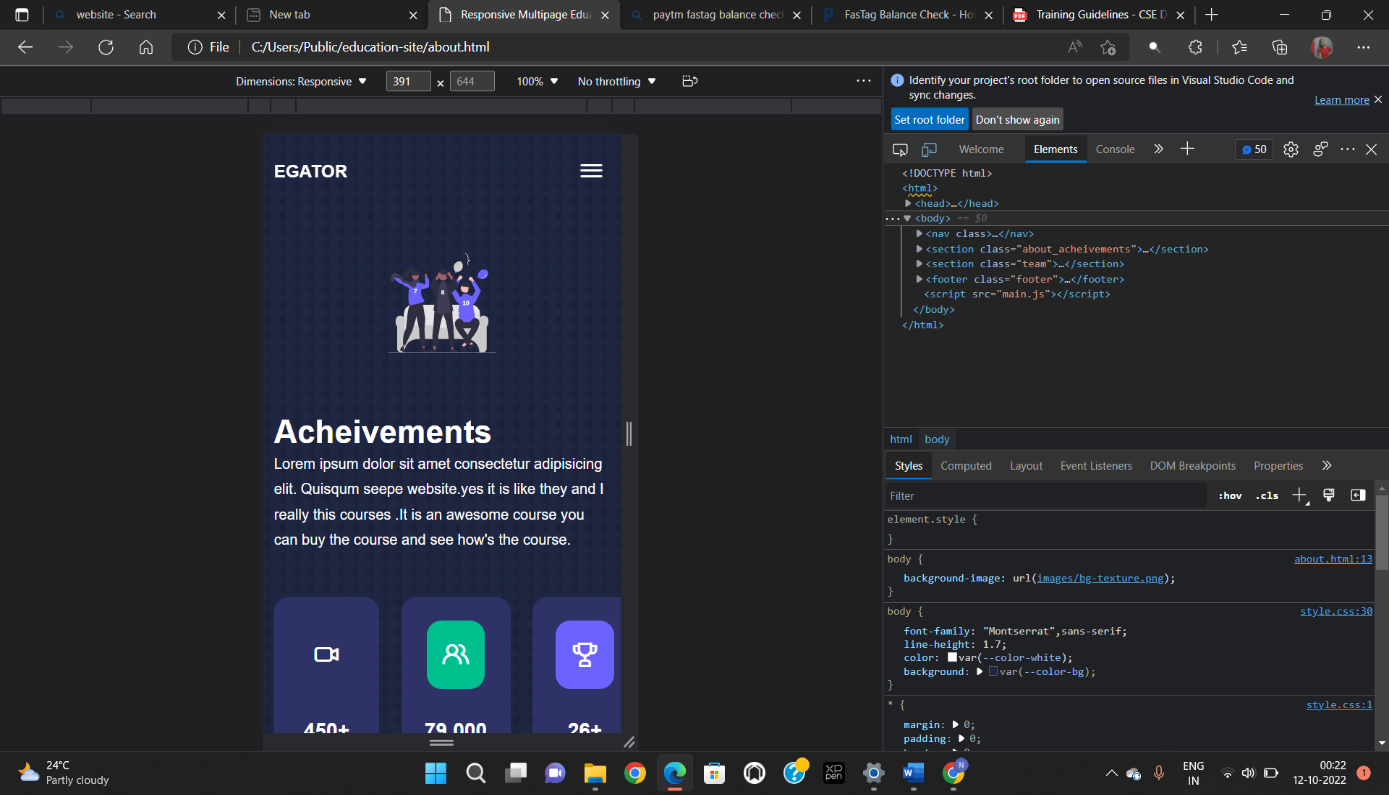 website - Search
New tab
Responsive Multipage Edu
paytm fastag balance chec
FasTag Balance Check - Ho
Training Guidelines - CSE D
File
C:/Users/Public/education-site/about.html
Dimensions: Responsive
391 × 644
100%
No throttling
Identify your project's root folder to open source files in Visual Studio Code and
sync changes.
Learn more
Set root folder
Don't show again
Welcome
Elements
Console
50
<!DOCTYPE html>
<html>
<head>…</head>
<body> == $0
<nav class>…</nav>
<section class="about_acheivements">…</section>
<section class="team">…</section>
<footer class="footer">…</footer>
<script src="main.js"></script>
</body>
</html>
EGATOR
7
8
10
Acheivements
Lorem ipsum dolor sit amet consectetur adipisicing
elit. Quisqum seepe website.yes it is like they and I
really this courses .It is an awesome course you
can buy the course and see how's the course.
450+
79,000
26+
html
body
Styles
Computed
Layout
Event Listeners
DOM Breakpoints
Properties
Filter
:hov
.cls
element.style {
}
body {
about.html:13
background-image: url(images/bg-texture.png);
}
body {
style.css:30
font-family: "Montserrat",sans-serif;
line-height: 1.7;
color: var(--color-white);
background: var(--color-bg);
}
* {
style.css:1
margin: 0;
padding: 0;
24°C
Partly cloudy
XD
pen
N
ENG
IN
00:22
12-10-2022
1